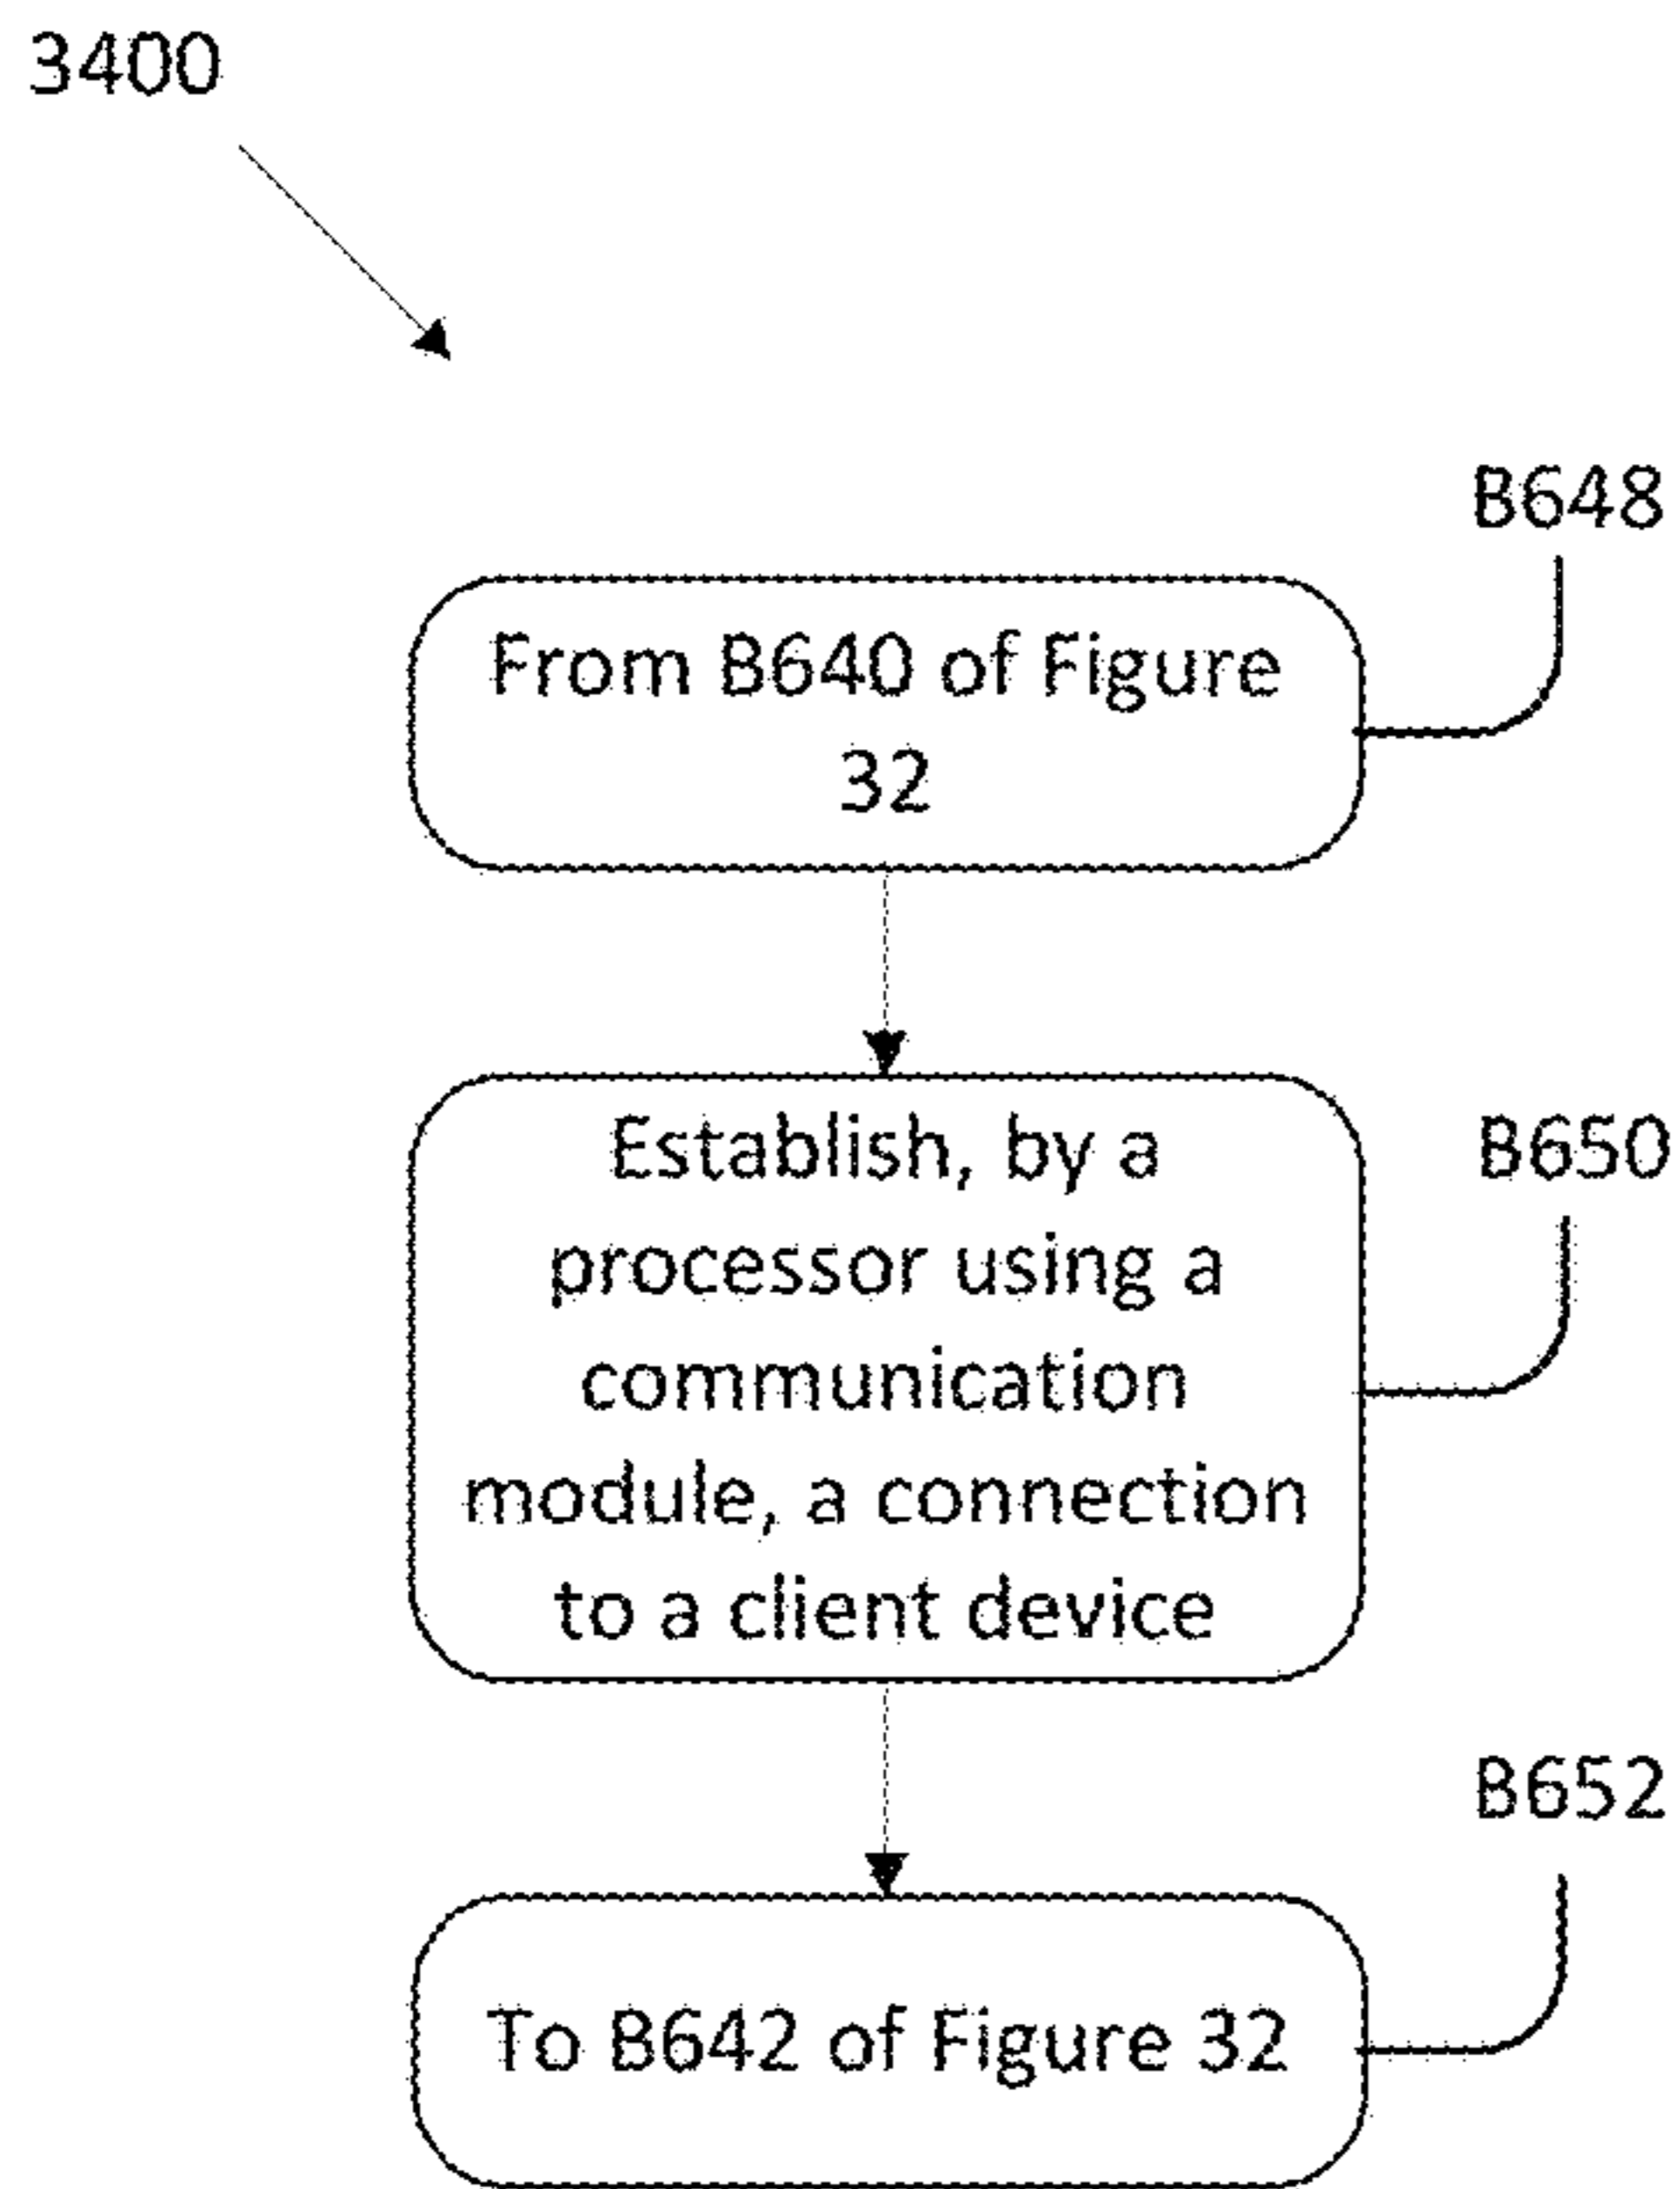 3400
B648
From B640 of Figure
32
Establish, by a
processor using a
communication
module, a connection
to a client device
B650
B652
To B642 of Figure 32